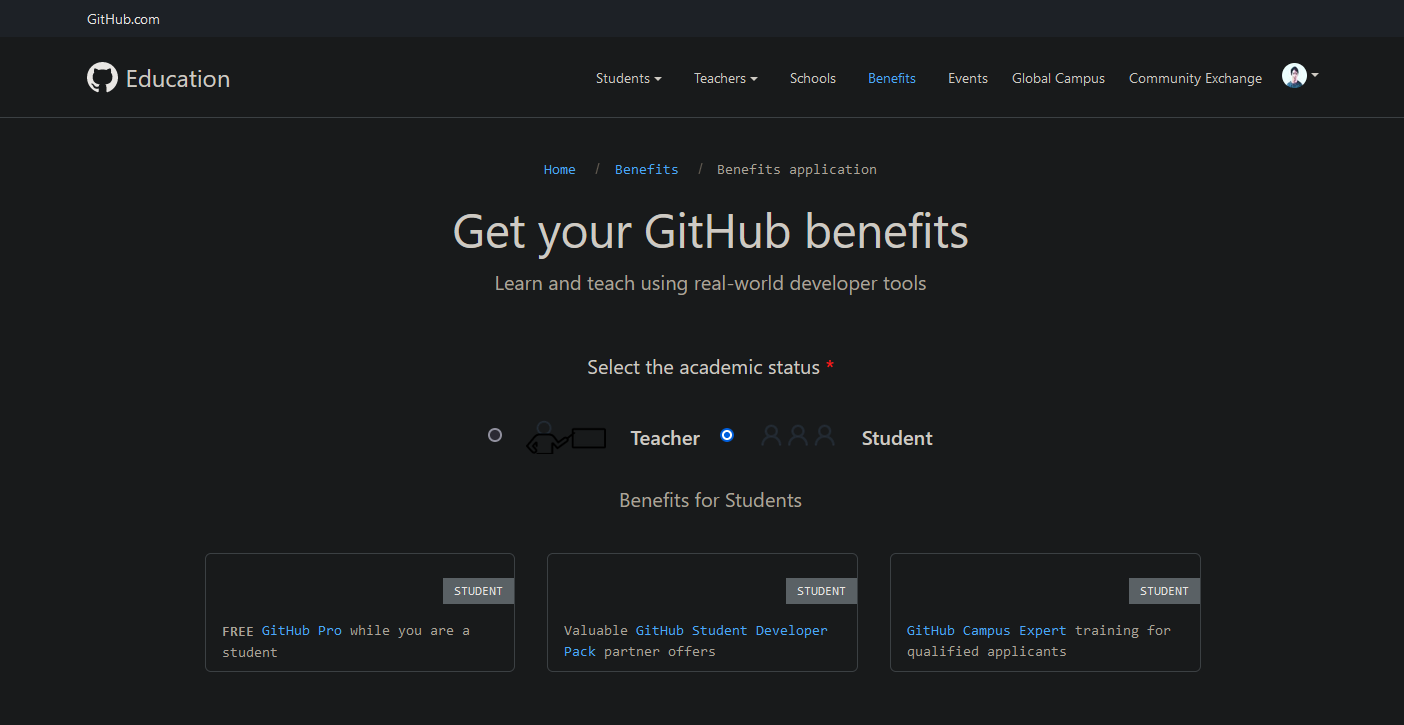 GitHub.com
Education
Students Teachers Schools Benefits Events Global Campus Community Exchange
Home / Benefits / Benefits application
Get your GitHub benefits
Learn and teach using real-world developer tools
Select the academic status *
Teacher Student
Benefits for Students
STUDENT
FREE GitHub Pro while you are a
student
STUDENT
Valuable GitHub Student Developer
Pack partner offers
STUDENT
GitHub Campus Expert training for
qualified applicants